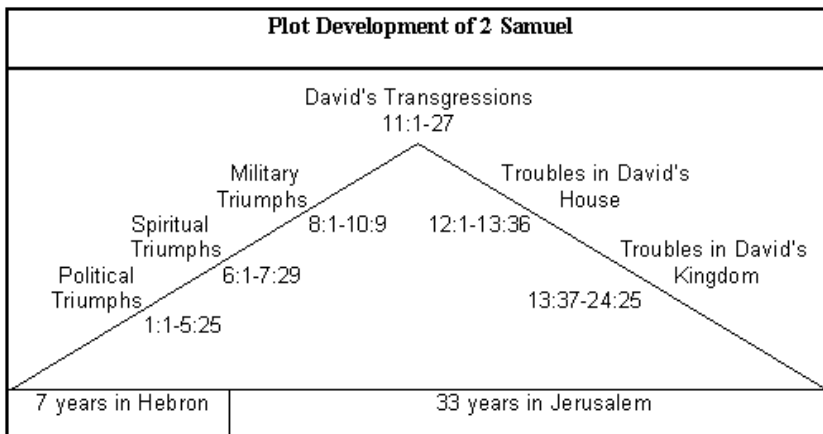 Plot Development of 2 Samuel
David's Transgressions
11:1-27
Military
Triumphs
8:1-10:9
Spiritual
Triumphs
6:1-7:29
Political
Triumphs
1:1-5:25
Troubles in David's
House
12:1-13:36
Troubles in David's
Kingdom
13:37-24:25
7 years in Hebron
33 years in Jerusalem